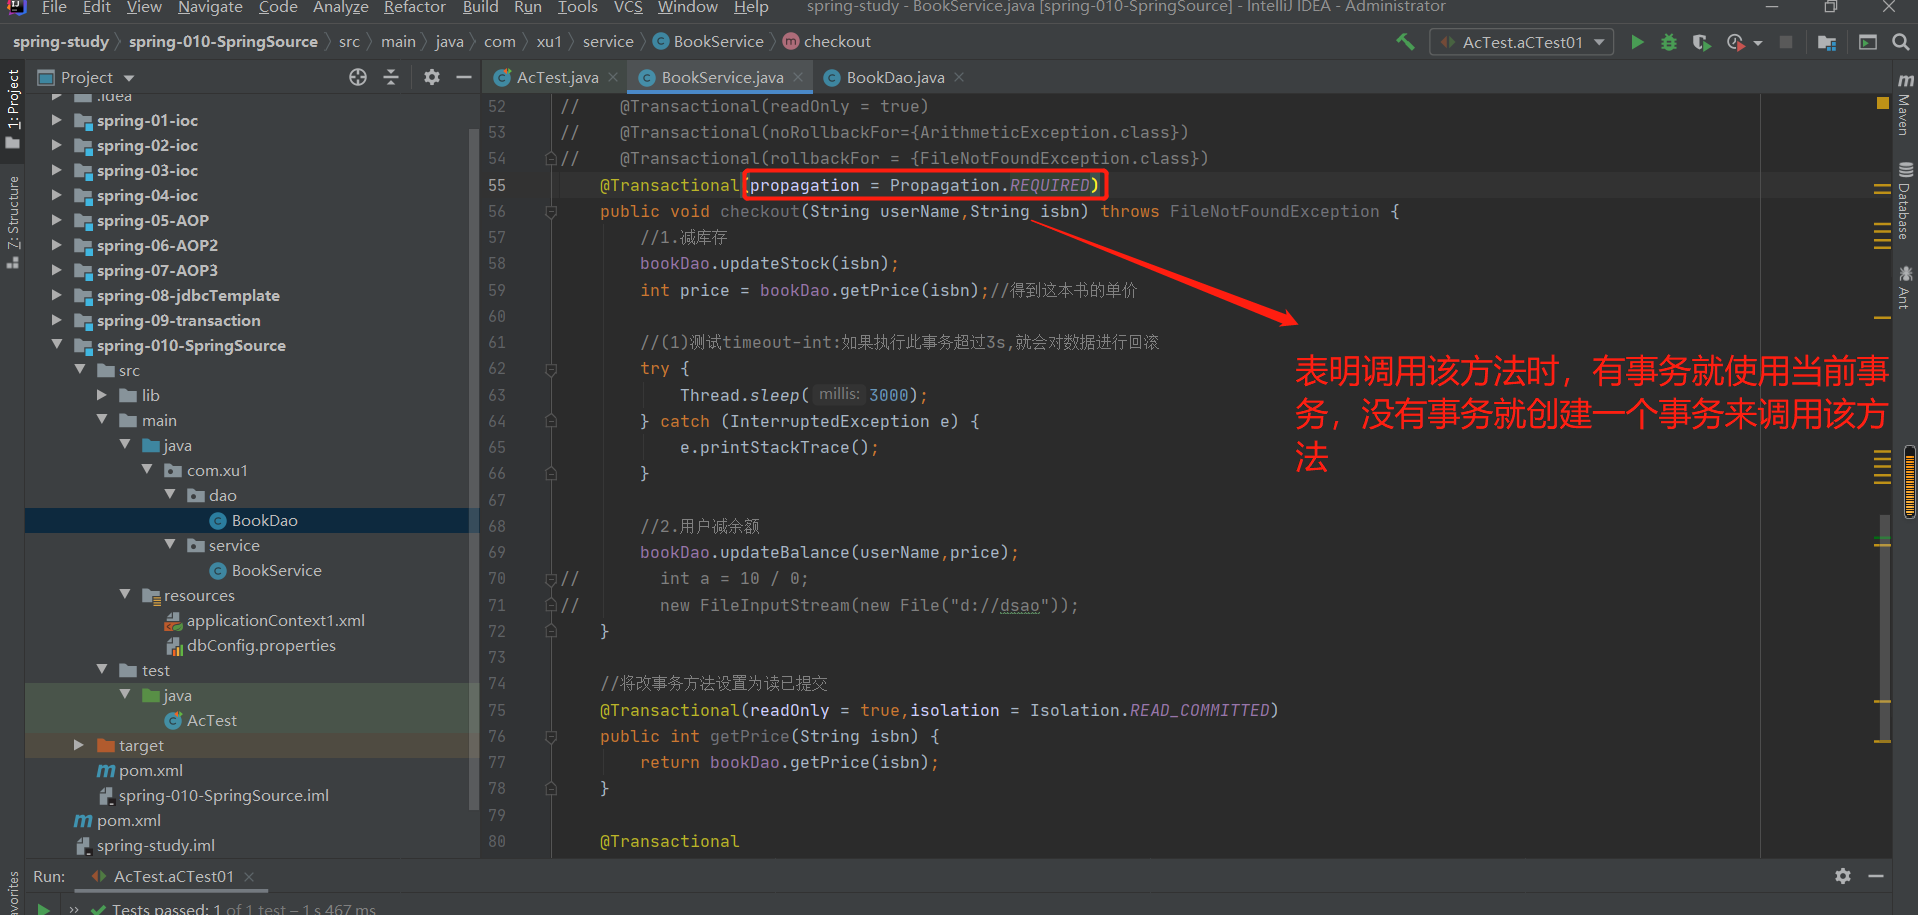 File Edit View Navigate Code Analyze Refactor Build Run Tools VCS Window Help spring-study - BookService.java [spring-010-SpringSource] - IntelliJ IDEA - Administrator
spring-study spring-010-SpringSource src main java com xu1 service BookService checkout AcTest.aCTest01
Project AcTest.java BookService.java BookDao.java
1: Project
7: Structure
Maven
Database
Ant
.idea
spring-01-ioc
spring-02-ioc
spring-03-ioc
spring-04-ioc
spring-05-AOP
spring-06-AOP2
spring-07-AOP3
spring-08-jdbcTemplate
spring-09-transaction
spring-010-SpringSource
src
lib
main
java
com.xu1
dao
BookDao
service
BookService
resources
applicationContext1.xml
dbConfig.properties
test
java
AcTest
target
pom.xml
spring-010-SpringSource.iml
pom.xml
spring-study.iml
52 // @Transactional(readOnly = true)
53 // @Transactional(noRollbackFor={ArithmeticException.class})
54 // @Transactional(rollbackFor = {FileNotFoundException.class})
55 @Transactional(propagation = Propagation.REQUIRED)
56 public void checkout(String userName,String isbn) throws FileNotFoundException {
57 //1.减库存
58 bookDao.updateStock(isbn);
59 int price = bookDao.getPrice(isbn);//得到这本书的单价
60
61 //(1)测试timeout-int:如果执行此事务超过3s,就会对数据进行回滚
62 try {
63 Thread.sleep( millis: 3000);
64 } catch (InterruptedException e) {
65 e.printStackTrace();
66 }
67
68 //2.用户减余额
69 bookDao.updateBalance(userName,price);
70 // int a = 10 / 0;
71 // new FileInputStream(new File("d://dsao"));
72 }
73
74 //将改事务方法设置为读已提交
75 @Transactional(readOnly = true,isolation = Isolation.READ_COMMITTED)
76 public int getPrice(String isbn) {
77 return bookDao.getPrice(isbn);
78 }
79
80 @Transactional
表明调用该方法时，有事务就使用当前事
务，没有事务就创建一个事务来调用该方
法
Run: AcTest.aCTest01
Tests passed: 1 of 1 test – 1 s 467 ms